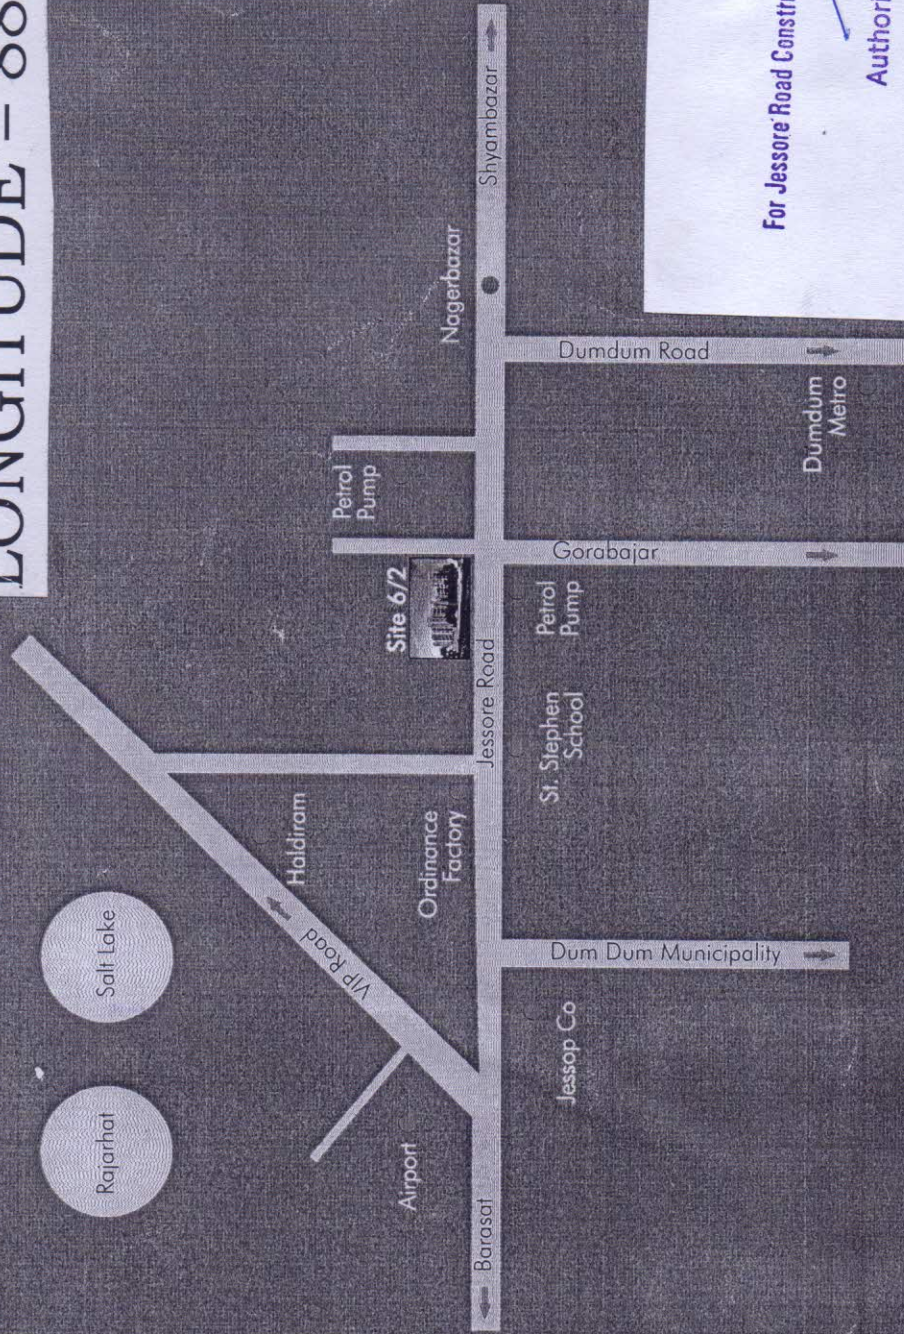 LONGITUDE – 88
Rajarhat
Salt Lake
Airport
VIP Road
Haldiram
Ordinance
Factory
Site 6/2
Petrol
Pump
Nagerbazar
Barasat
Jessore Road
Shyambazar
Jessop Co
Dum Dum Municipality
St. Stephen
School
Petrol
Pump
Gorabajar
Dumdum Road
Dumdum
Metro
For Jessore Road Constr
Authori